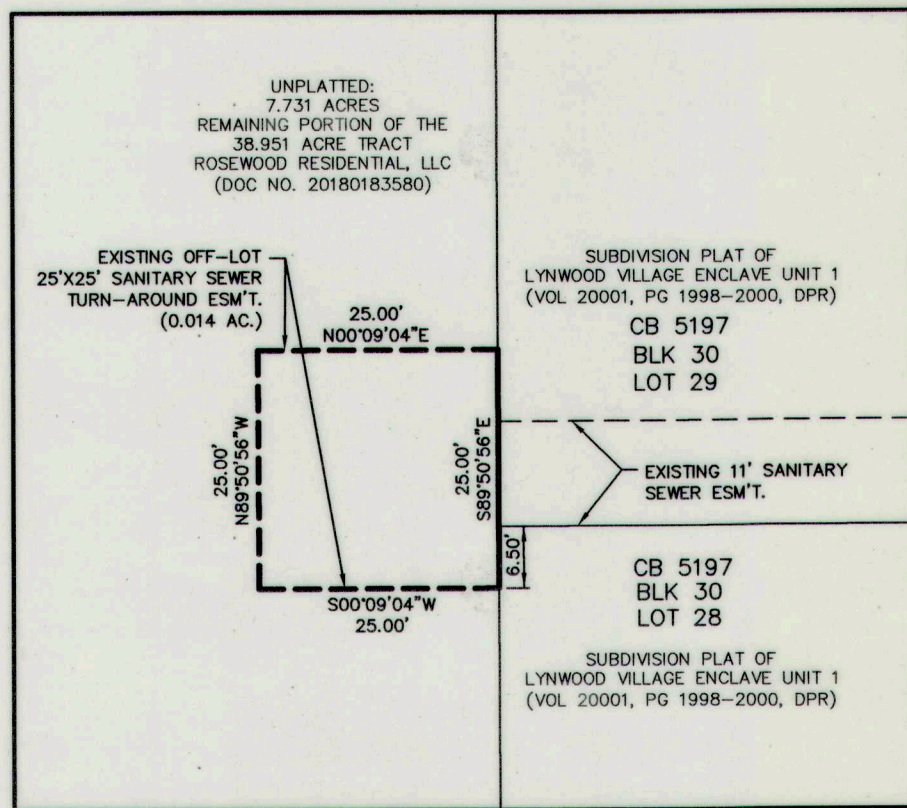 UNPLATTED:
7.731 ACRES
REMAINING PORTION OF THE
38.951 ACRE TRACT
ROSEWOOD RESIDENTIAL, LLC
(DOC NO. 20180183580)
EXISTING OFF-LOT
25'X25' SANITARY SEWER
TURN-AROUND ESM'T.
(0.014 AC.)
25.00'
N00°09'04"E
25.00'
N89°50'56"W
25.00'
S89°50'56"E
S00°09'04"W
25.00'
SUBDIVISION PLAT OF
LYNWOOD VILLAGE ENCLAVE UNIT 1
(VOL 20001, PG 1998-2000, DPR)
CB 5197
BLK 30
LOT 29
EXISTING 11' SANITARY
SEWER ESM'T.
6.50'
CB 5197
BLK 30
LOT 28
SUBDIVISION PLAT OF
LYNWOOD VILLAGE ENCLAVE UNIT 1
(VOL 20001, PG 1998-2000, DPR)